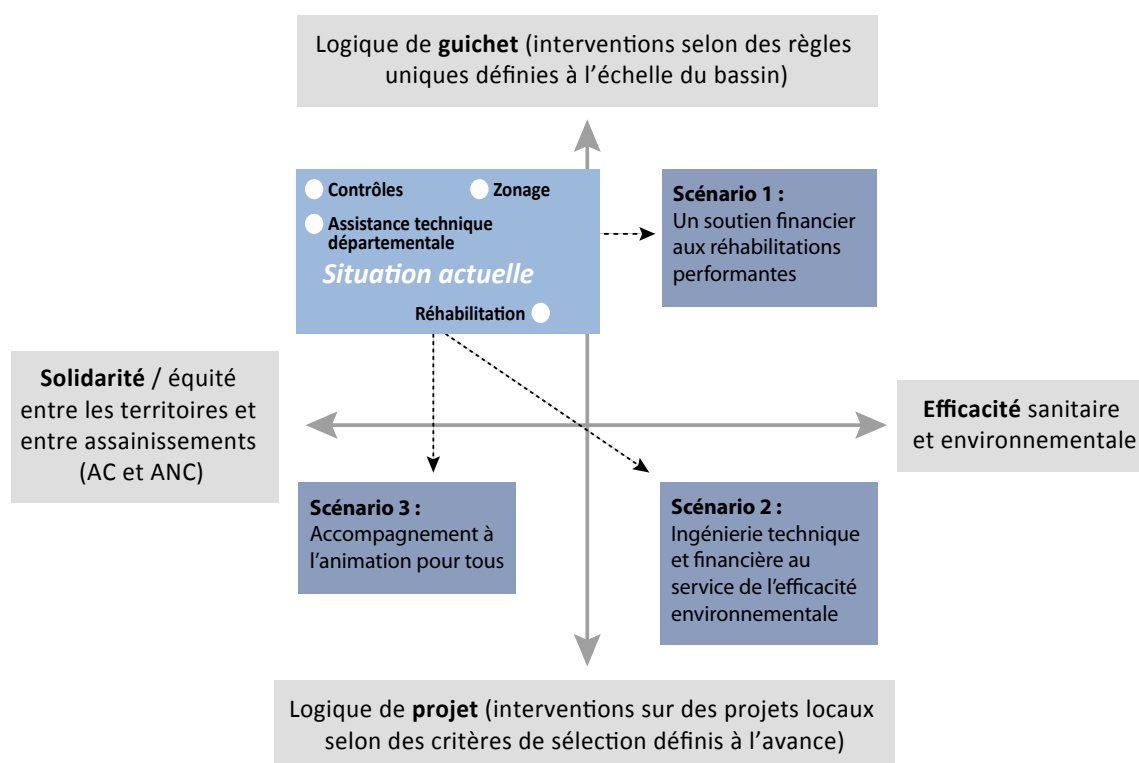 Logique de guichet (interventions selon des règles
uniques définies à l’échelle du bassin)
Contrôles
Zonage
Assistance technique
départementale
Situation actuelle
Réhabilitation
Scénario 1 :
Un soutien financier
aux réhabilitations
performantes
Solidarité / équité
entre les territoires et
entre assainissements
(AC et ANC)
Efficacité sanitaire
et environnementale
Scénario 3 :
Accompagnement à
l’animation pour tous
Scénario 2 :
Ingénierie technique
et financière au
service de l’efficacité
environnementale
Logique de projet (interventions sur des projets locaux
selon des critères de sélection définis à l’avance)